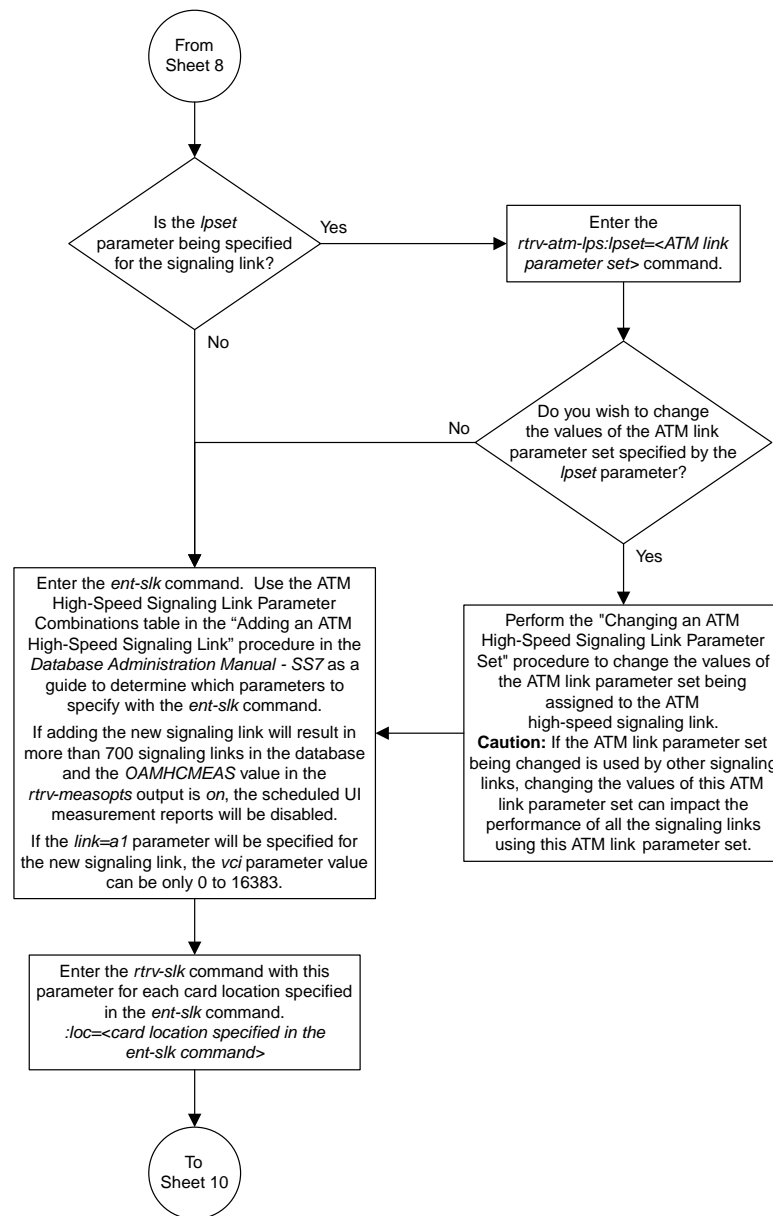 From
Sheet 8
Is the lpset
parameter being specified
for the signaling link?
Yes
Enter the
rtrv-atm-lps:lpset=<ATM link
parameter set> command.
No
Do you wish to change
the values of the ATM link
parameter set specified by the
lpset parameter?
No
Yes
Enter the ent-slk command.  Use the ATM
High-Speed Signaling Link Parameter
Combinations table in the “Adding an ATM
High-Speed Signaling Link” procedure in the
Database Administration Manual - SS7 as a
guide to determine which parameters to
specify with the ent-slk command.
If adding the new signaling link will result in
more than 700 signaling links in the database
and the OAMHCMEAS value in the
rtrv-measopts output is on, the scheduled UI
measurement reports will be disabled.
If the link=a1 parameter will be specified for
the new signaling link, the vci parameter value
can be only 0 to 16383.
Perform the "Changing an ATM
High-Speed Signaling Link Parameter
Set" procedure to change the values of
the ATM link parameter set being
assigned to the ATM
high-speed signaling link.
Caution: If the ATM link parameter set
being changed is used by other signaling
links, changing the values of this ATM
link parameter set can impact the
performance of all the signaling links
using this ATM link parameter set.
Enter the rtrv-slk command with this
parameter for each card location specified
in the ent-slk command.
:loc=<card location specified in the
ent-slk command>
To
Sheet 10